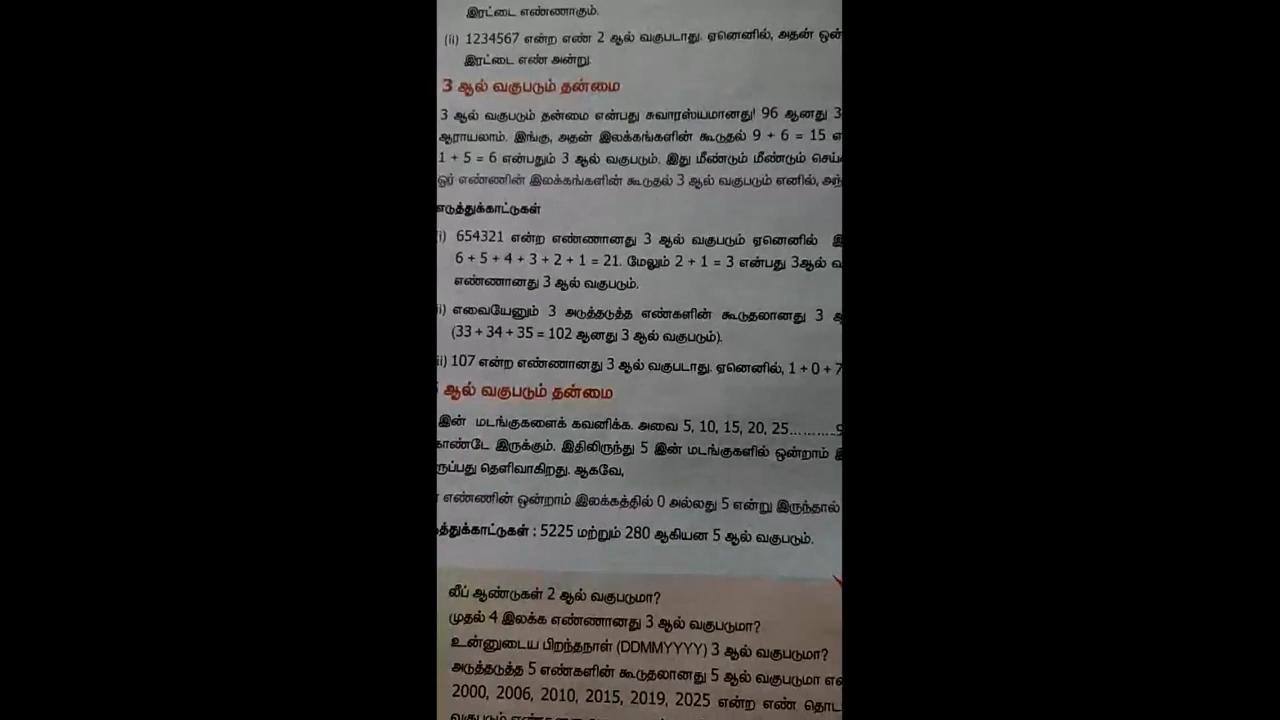 இரட்டை எண்ணாகும்.
(ii) 1234567 என்ற எண் 2 ஆல் வகுபடாது. ஏனெனில், அதன் ஒன்
இரட்டை எண் அன்று.
3 ஆல் வகுபடும் தன்மை
3 ஆல் வகுபடும் தன்மை என்பது சுவாரஸ்யமானது! 96 ஆனது 3
ஆராயலாம். இங்கு, அதன் இலக்கங்களின் கூடுதல் 9 + 6 = 15
1 + 5 = 6 என்பதும் 3 ஆல் வகுபடும். இது மீண்டும் மீண்டும்
ஓர் எண்ணின் இலக்கங்களின் கூடுதல் 3 ஆல் வகுபடும் எனில்,
எடுத்துக்காட்டுகள்
i) 654321 என்ற எண்ணானது 3 ஆல் வகுபடும் ஏனெனில்
6 + 5 + 4 + 3 + 2 + 1 = 21. மேலும் 2 + 1 = 3 என்பது 3ஆல்
எண்ணானது 3 ஆல் வகுபடும்.
ii) எவையேனும் 3 அடுத்தடுத்த எண்களின் கூடுதலானது 3
(33 + 34 + 35 = 102 ஆனது 3 ஆல் வகுபடும்).
ii) 107 என்ற எண்ணானது 3 ஆல் வகுபடாது. ஏனெனில், 1 + 0 + 7
ஆல் வகுபடும் தன்மை
இன் மடங்குகளைக் கவனிக்க. அவை 5, 10, 15, 20, 25..........
காண்டே இருக்கும். இதிலிருந்து 5 இன் மடங்குகளில் ஒன்றாம்
ருப்பது தெளிவாகிறது. ஆகவே,
எண்ணின் ஒன்றாம் இலக்கத்தில் 0 அல்லது 5 என்று இருந்தால்
த்துக்காட்டுகள் : 5225 மற்றும் 280 ஆகியன 5 ஆல் வகுபடும்.
லீப் ஆண்டுகள் 2 ஆல் வகுபடுமா?
முதல் 4 இலக்க எண்ணானது 3 ஆல் வகுபடுமா?
உன்னுடைய பிறந்தநாள் (DDMMYYYY) 3 ஆல் வகுபடுமா?
அடுத்தடுத்த 5 எண்களின் கூடுதலானது 5 ஆல் வகுபடுமா
2000, 2006, 2010, 2015, 2019, 2025 என்ற எண் தொட